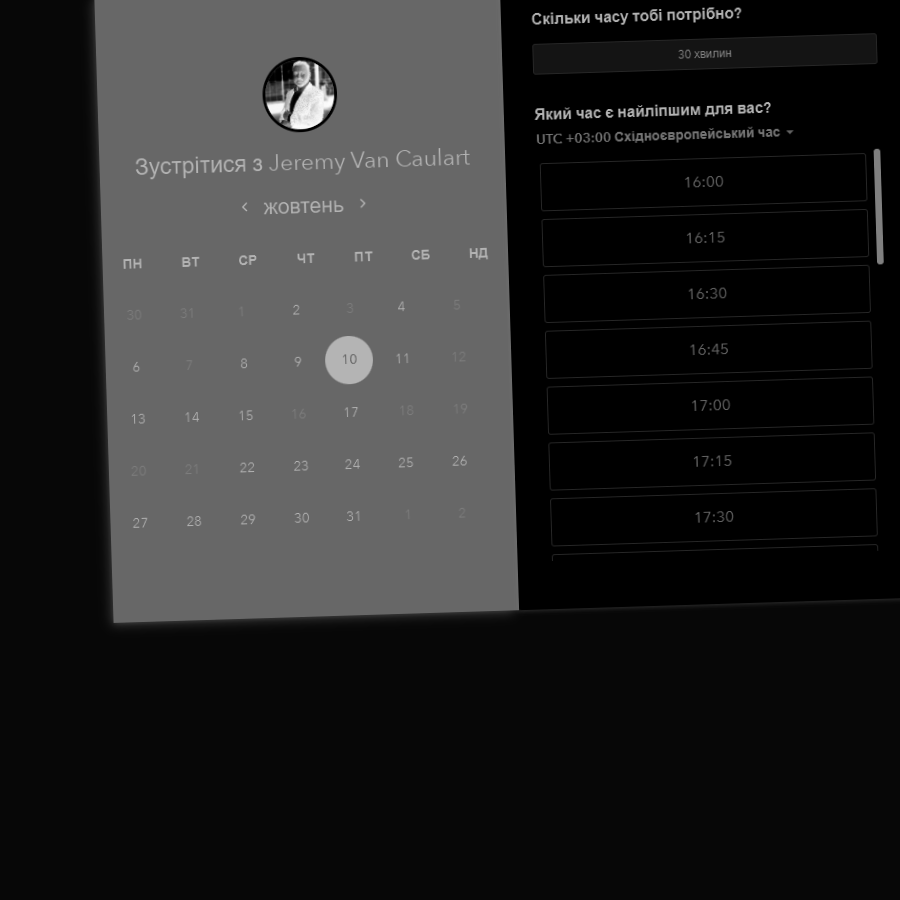 Зустрітися з Jeremy Van Caulart
жовтень
ПН ВТ СР ЧТ ПТ СБ НД
30 31 1 2 3 4 5
6 7 8 9 10 11 12
13 14 15 16 17 18 19
20 21 22 23 24 25 26
27 28 29 30 31 1 2
Скільки часу тобі потрібно?
30 хвилин
Який час є найліпшим для вас?
UTC +03:00 Східноєвропейський час
16:00
16:15
16:30
16:45
17:00
17:15
17:30